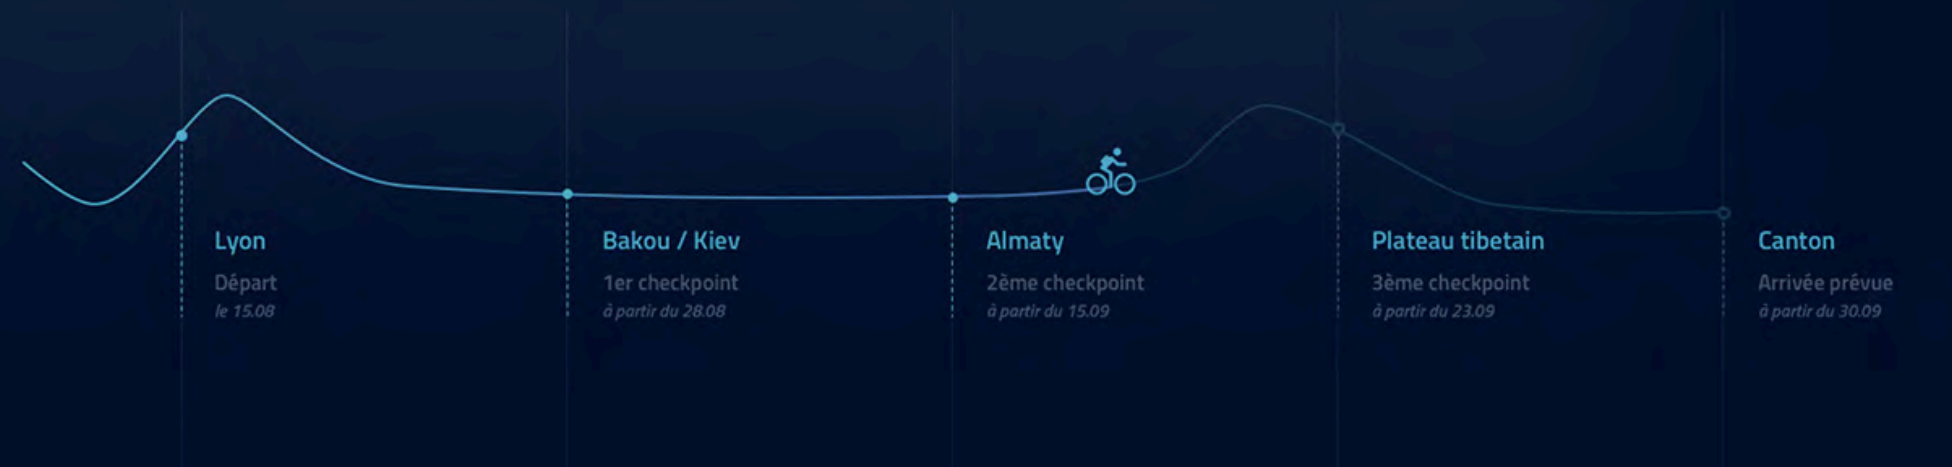 Lyon
Départ
le 15.08
Bakou / Kiev
1er checkpoint
à partir du 28.08
Almaty
2ème checkpoint
à partir du 15.09
Plateau tibetain
3ème checkpoint
à partir du 23.09
Canton
Arrivée prévue
à partir du 30.09